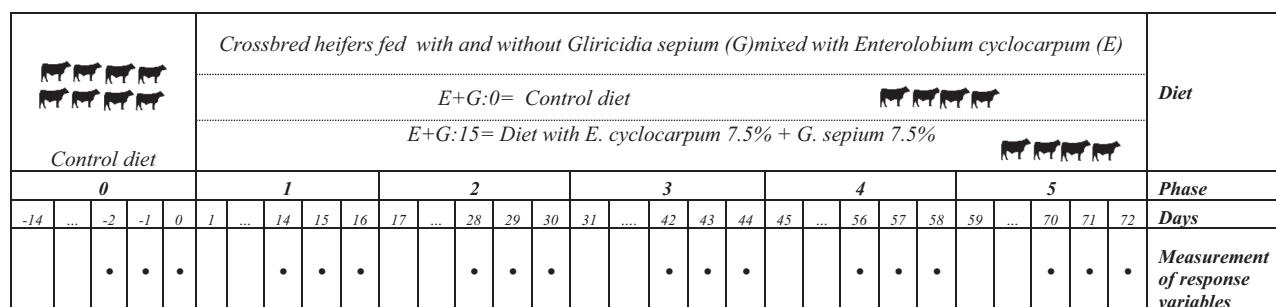 Crossbred heifers fed with and without Gliricidia sepium (G)mixed with Enterolobium cyclocarpum (E)
E+G:0= Control diet
Diet
E+G:15= Diet with E. cyclocarpum 7.5% + G. sepium 7.5%
Control diet
0 1 2 3 4 5 Phase
-14 ... -2 -1 0 1 ... 14 15 16 17 ... 28 29 30 31 .... 42 43 44 45 ... 56 57 58 59 ... 70 71 72 Days
• • • • • • • • • • • • • • • • • •
Measurement
of response
variables